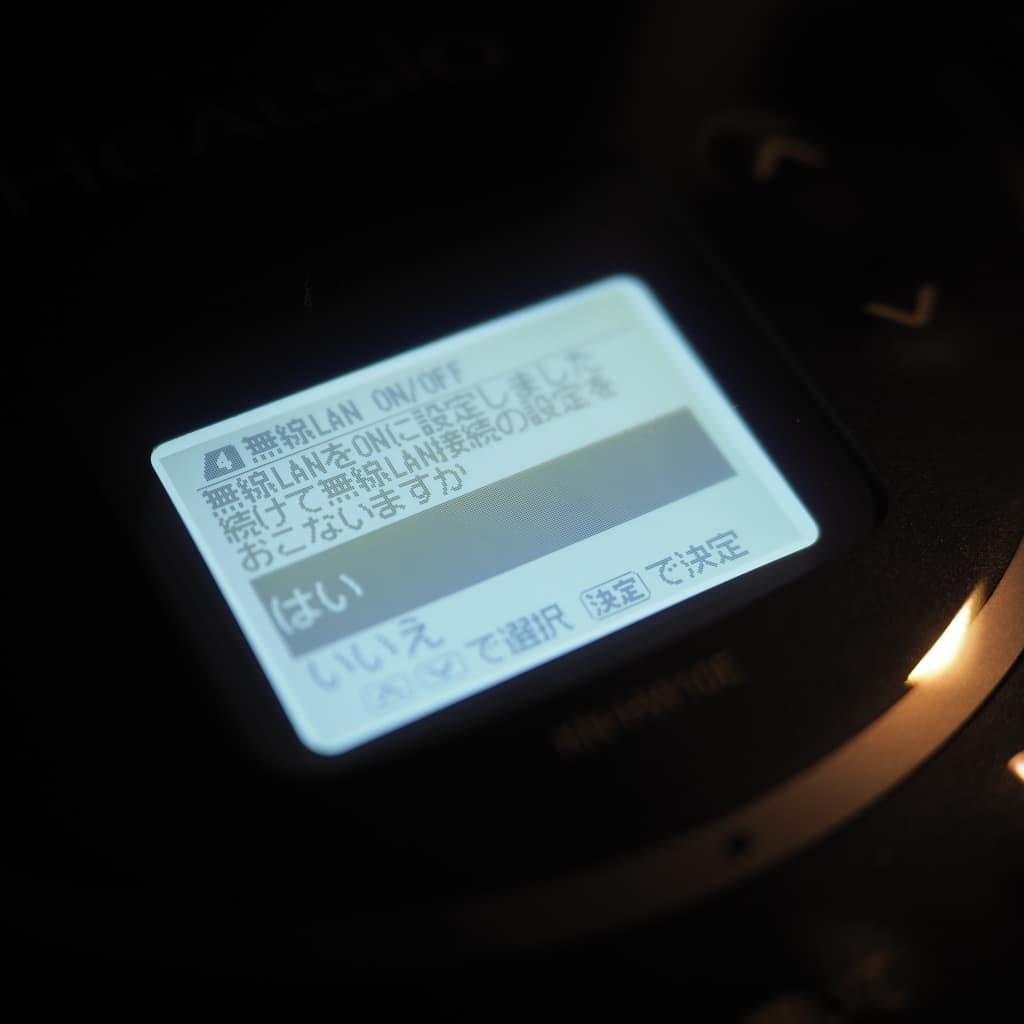 HEALSIO
4 無線LAN ON/OFF
無線LANをONに設定しました
続けて無線LAN接続の設定を
おこないますか
はい
いいえ
で選択 決定 で決定